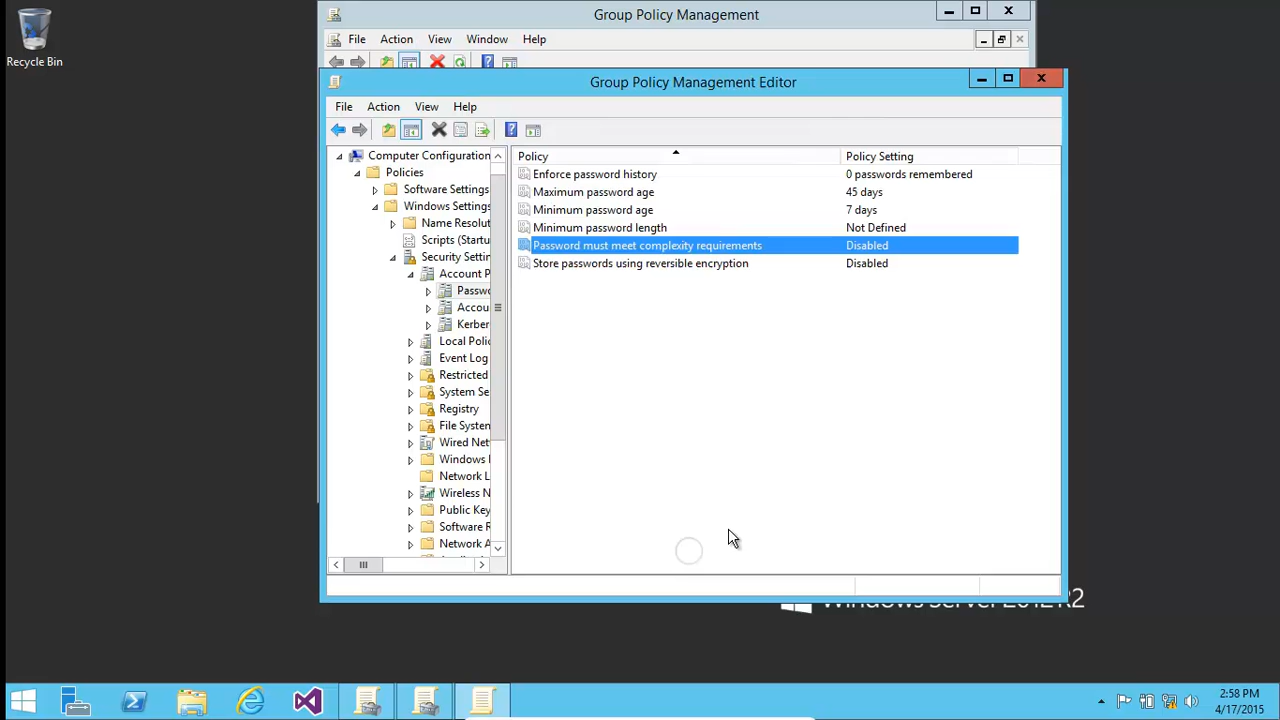 Group Policy Management
Recycle Bin
File Action View Window Help
Group Policy Management Editor
File Action View Help
Computer Configuration
Policies
Software Settings
Windows Settings
Name Resolut
Scripts (Startu
Security Settin
Account P
Passwo
Accou
Kerber
Local Polic
Event Log
Restricted
System Se
Registry
File System
Wired Net
Windows F
Network L
Wireless N
Public Key
Software R
Network A
Policy Policy Setting
Enforce password history 0 passwords remembered
Maximum password age 45 days
Minimum password age 7 days
Minimum password length Not Defined
Password must meet complexity requirements Disabled
Store passwords using reversible encryption Disabled
Windows Server 2012 R2
2:58 PM
4/17/2015